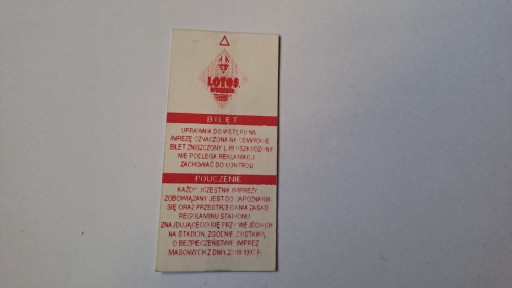 LOTOS
BILET
UPRAWNIA DO WSTĘPU NA
IMPREZĘ OZNACZONĄ NA ODWROCIE
BILET ZNISZCZONY LUB USZKODZONY
NIE PODLEGA REKLAMACJI
ZACHOWAĆ DO KONTROLI
POUCZENIE
KAŻDY UCZESTNIK IMPREZY
ZOBOWIĄZANY JEST DO ZAPOZNANIA
SIĘ ORAZ PRZESTRZEGANIA ZASAD
REGULAMINU STADIONU
ZNAJDUJĄCEGO SIĘ PRZY WEJŚCIACH
NA STADION, ZGODNIE Z USTAWĄ
O BEZPIECZEŃSTWIE IMPREZ
MASOWYCH Z DNIA